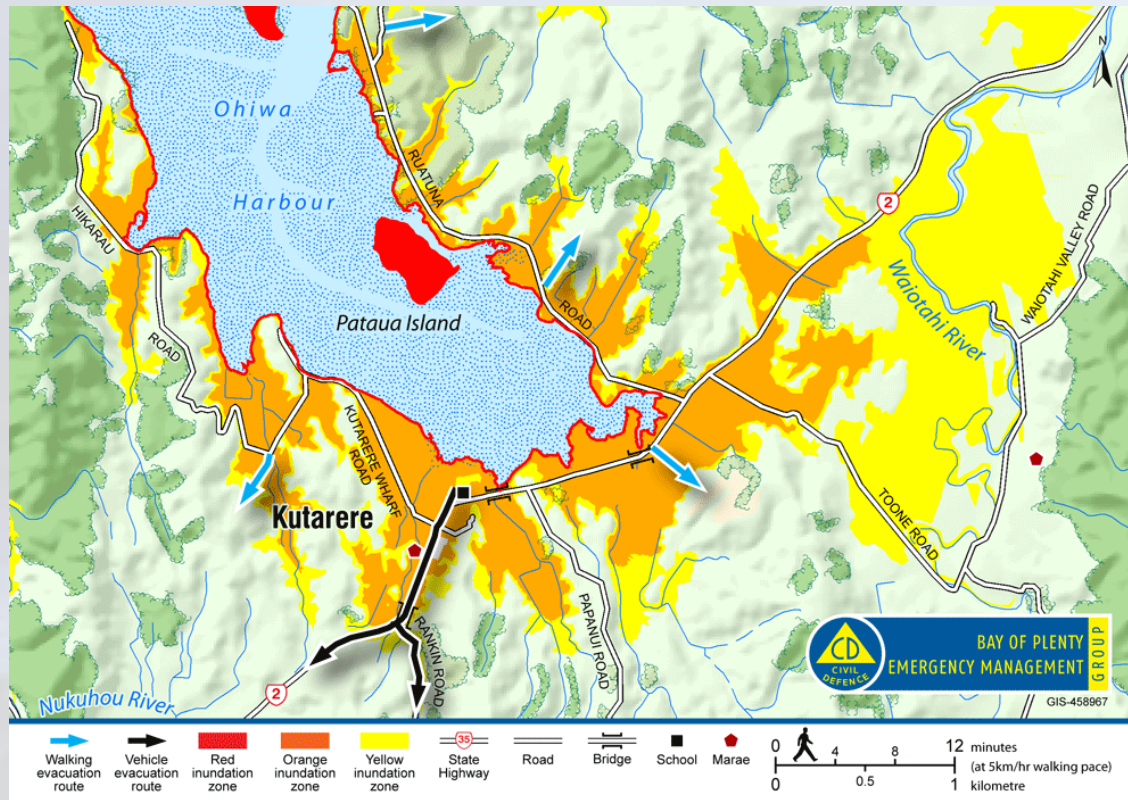 N
Ohiwa
Harbour
RUATUNA
ROAD
HIKARAU
ROAD
2
WAIOTAHI VALLEY ROAD
Waiotahi River
Pataua Island
KUTARERE WHARF
ROAD
Kutarere
TOONE ROAD
PAPANUI ROAD
RANKIN ROAD
2
Nukuhou River
CD
CIVIL
DEFENCE
BAY OF PLENTY
EMERGENCY MANAGEMENT
GROUP
GIS-458967
Walking
evacuation
route
Vehicle
evacuation
route
Red
inundation
zone
Orange
inundation
zone
Yellow
inundation
zone
35
State
Highway
Road
Bridge
School
Marae
0 4 8 12 minutes
(at 5km/hr walking pace)
0 0.5 1 kilometre